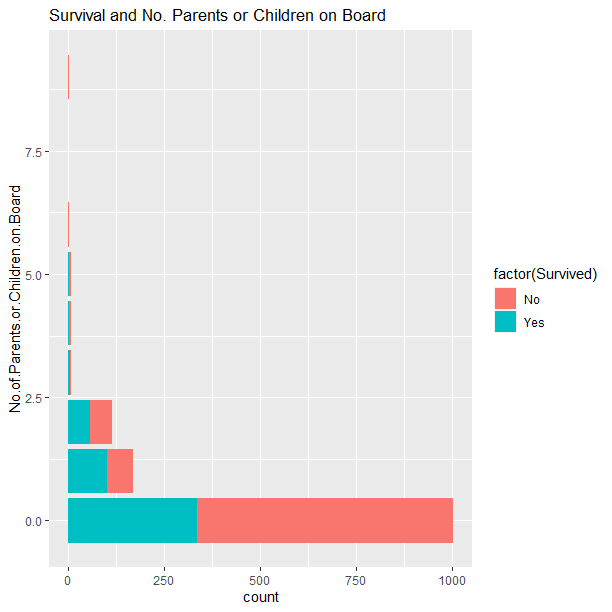 Survival and No. Parents or Children on Board
No.of.Parents.or.Children.on.Board
7.5
5.0
2.5
0.0
0
250
500
750
1000
count
factor(Survived)
No
Yes